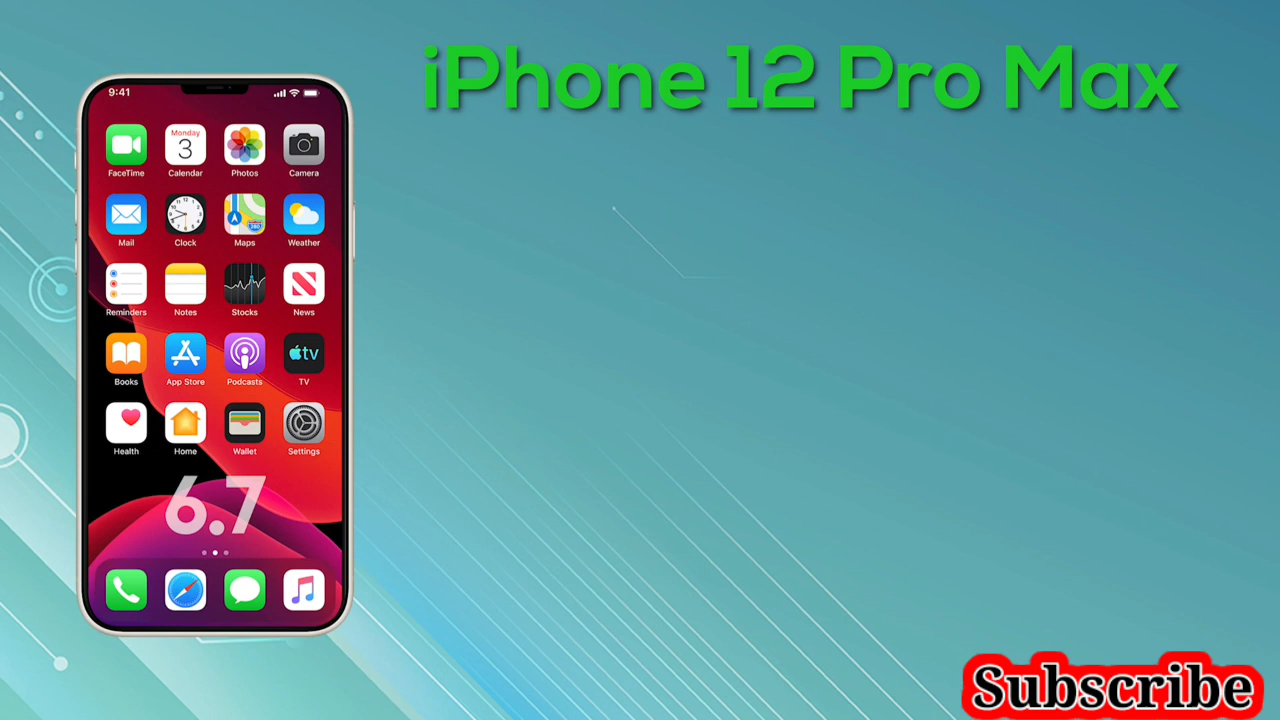 iPhone 12 Pro Max
9:41
FaceTime
Monday
3
Calendar
Photos
Camera
Mail
Clock
Maps
Weather
Reminders
Notes
Stocks
News
Books
App Store
Podcasts
tv
TV
Health
Home
Wallet
Settings
6.7
Subscribe